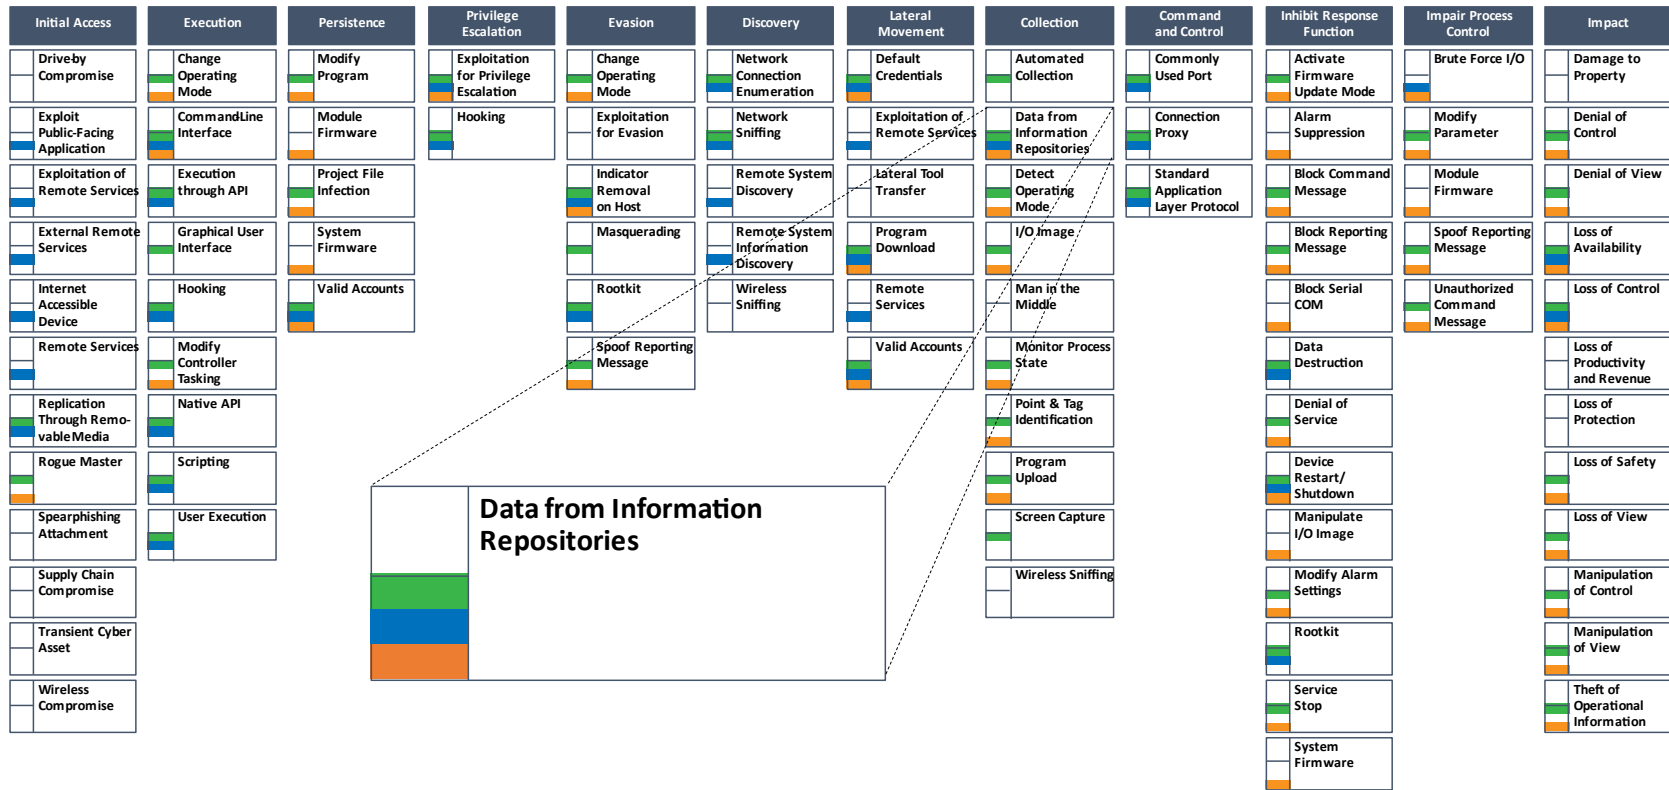 Initial Access
Drive-by
Compromise
Exploit
Public-Facing
Application
Exploitation of
Remote Services
External Remote
Services
Internet
Accessible
Device
Remote Services
Replication
Through Remo-
vable Media
Rogue Master
Spearphishing
Attachment
Supply Chain
Compromise
Transient Cyber
Asset
Wireless
Compromise
Execution
Change
Operating
Mode
Command-Line
Interface
Execution
through API
Graphical User
Interface
Hooking
Modify
Controller
Tasking
Native API
Scripting
User Execution
Persistence
Modify
Program
Module
Firmware
Project File
Infection
System
Firmware
Valid Accounts
Privilege
Escalation
Exploitation
for Privilege
Escalation
Hooking
Evasion
Change
Operating
Mode
Exploitation
for Evasion
Indicator
Removal
on Host
Masquerading
Rootkit
Spoof Reporting
Message
Discovery
Network
Connection
Enumeration
Network
Sniffing
Remote System
Discovery
Remote System
Information
Discovery
Wireless
Sniffing
Lateral
Movement
Default
Credentials
Exploitation of
Remote Services
Lateral Tool
Transfer
Program
Download
Remote
Services
Valid Accounts
Collection
Automated
Collection
Data from
Information
Repositories
Detect
Operating
Mode
I/O Image
Man in the
Middle
Monitor Process
State
Point & Tag
Identification
Program
Upload
Screen Capture
Wireless Sniffing
Command
and Control
Commonly
Used Port
Connection
Proxy
Standard
Application
Layer Protocol
Inhibit Response
Function
Activate
Firmware
Update Mode
Alarm
Suppression
Block Command
Message
Block Reporting
Message
Block Serial
COM
Data
Destruction
Denial of
Service
Device
Restart/
Shutdown
Manipulate
I/O Image
Modify Alarm
Settings
Rootkit
Service
Stop
System
Firmware
Impair Process
Control
Brute Force I/O
Modify
Parameter
Module
Firmware
Spoof Reporting
Message
Unauthorized
Command
Message
Impact
Damage to
Property
Denial of
Control
Denial of View
Loss of
Availability
Loss of Control
Loss of
Productivity
and Revenue
Loss of
Protection
Loss of Safety
Loss of View
Manipulation
of Control
Manipulation
of View
Theft of
Operational
Information
Data from Information
Repositories